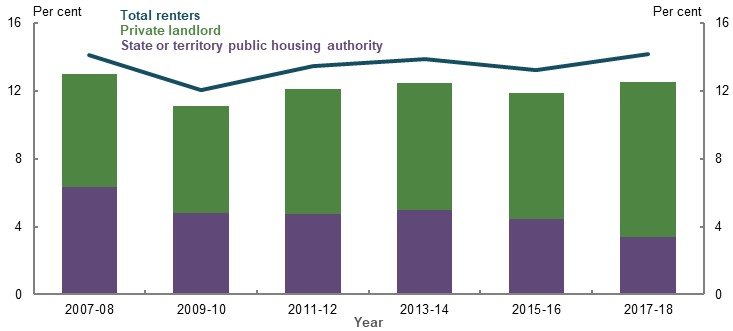 Per cent
Total renters
Per cent
Private landlord
State or territory public housing authority
16
16
12
12
8
8
4
4
0
0
2007-08 2009-10 2011-12 2013-14 2015-16 2017-18
Year